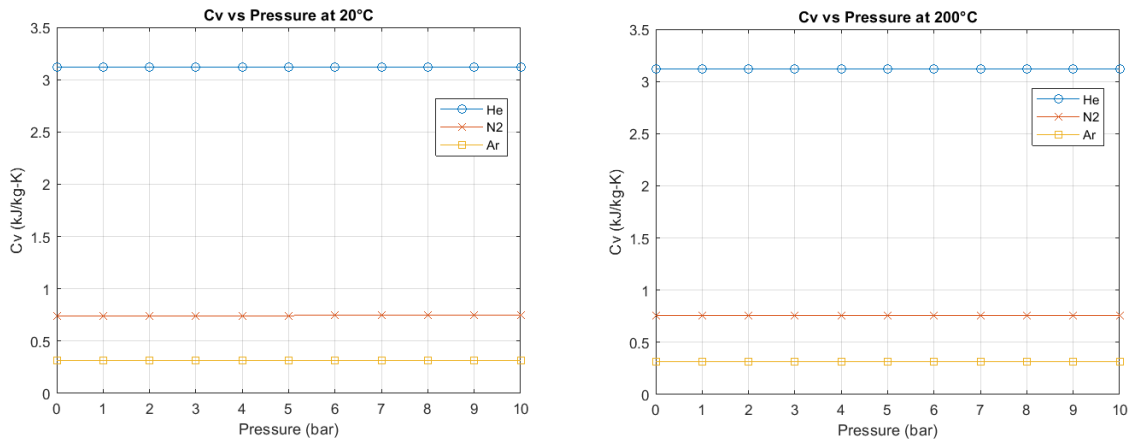 Cv vs Pressure at 20°C
3.5
3
2.5
2
1.5
1
0.5
0
Cv (kJ/kg-K)
He
N2
Ar
0 1 2 3 4 5 6 7 8 9 10
Pressure (bar)
Cv vs Pressure at 200°C
3.5
3
2.5
2
1.5
1
0.5
0
Cv (kJ/kg-K)
He
N2
Ar
0 1 2 3 4 5 6 7 8 9 10
Pressure (bar)